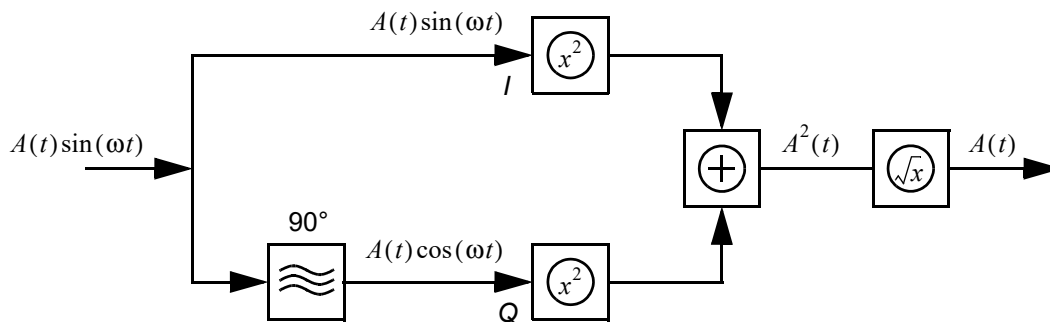 A(t)sin(ωt)
x²
I
A(t)sin(ωt)
A²(t)
√x
A(t)
90°
A(t)cos(ωt)
x²
Q